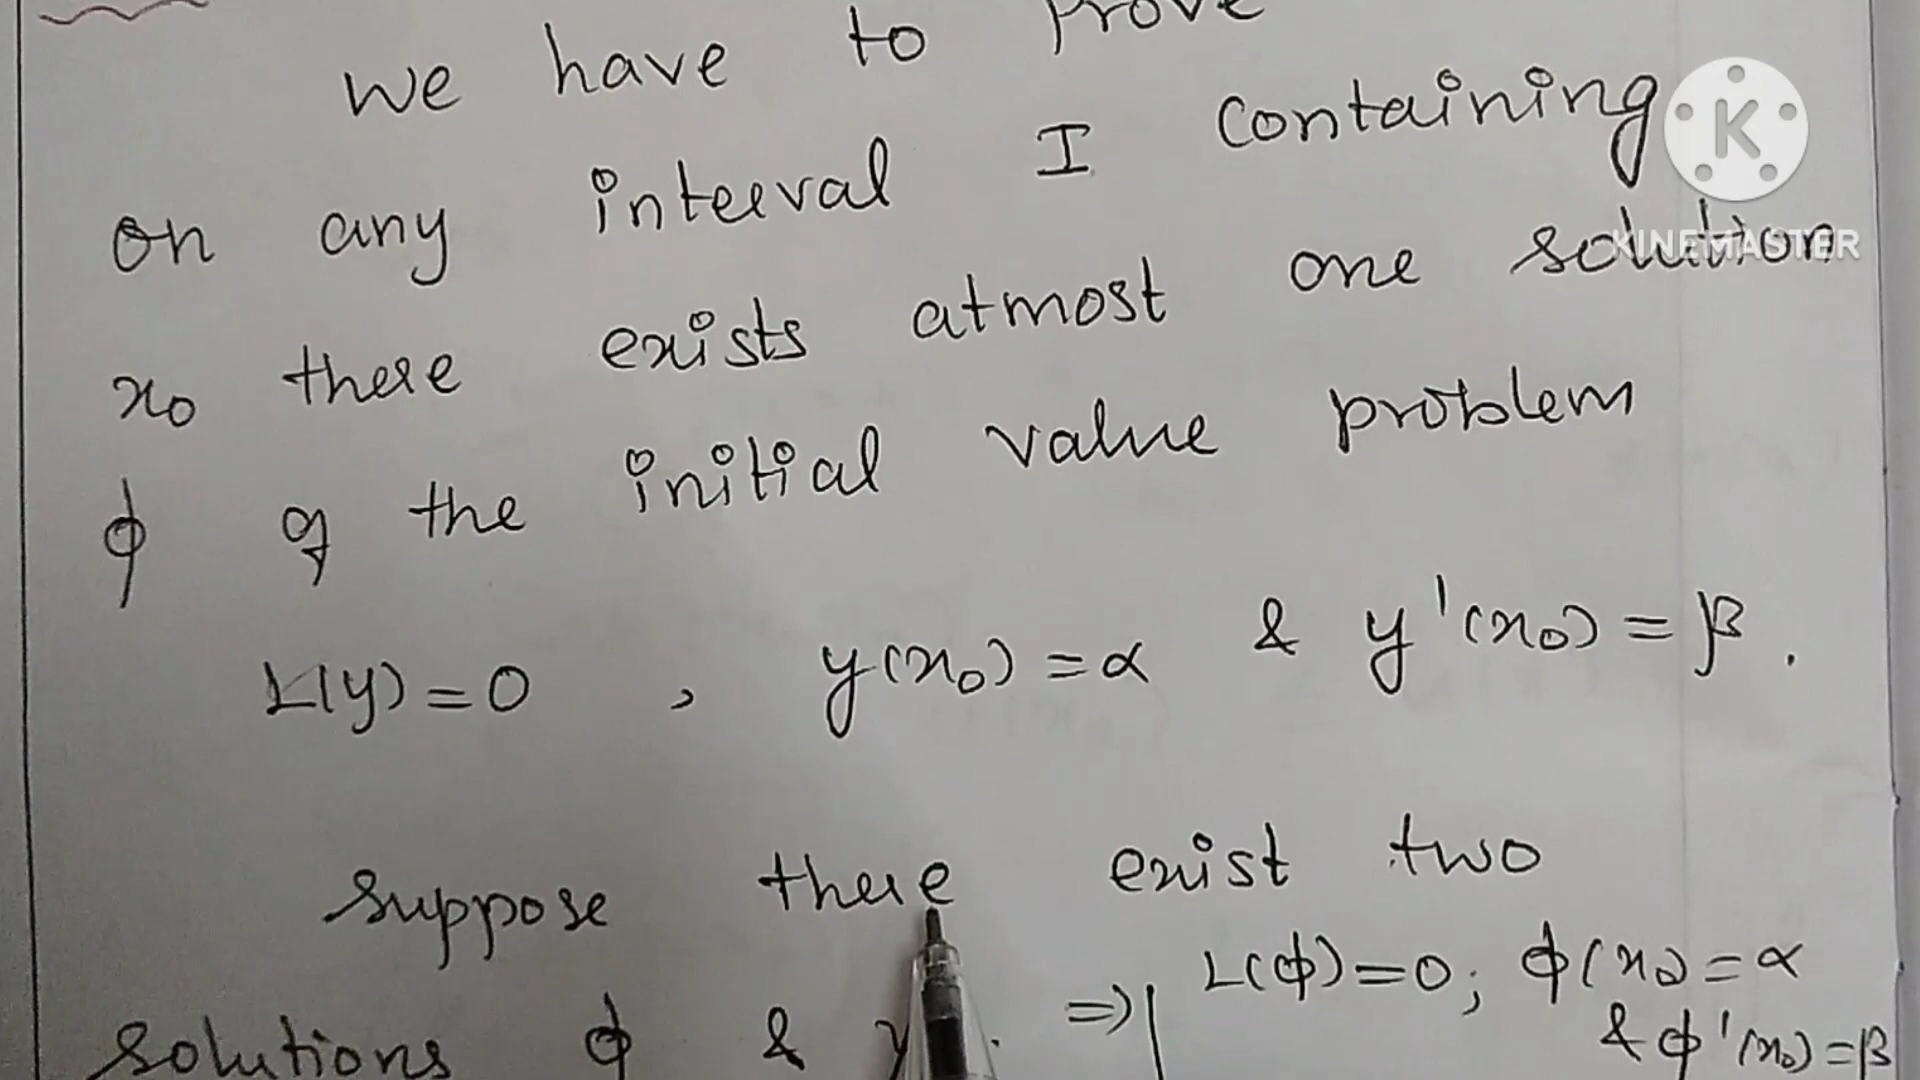 We have to prove
on any interval I containing
x0 there exists atmost one solution
ϕ of the initial value problem
L(y)=0 , y(x0)=α & y'(x0)=β.
Suppose there exist two
solutions ϕ & ⇒ L(ϕ)=0; ϕ(x0)=α
& ϕ'(x0)=β
K
KINEMASTER